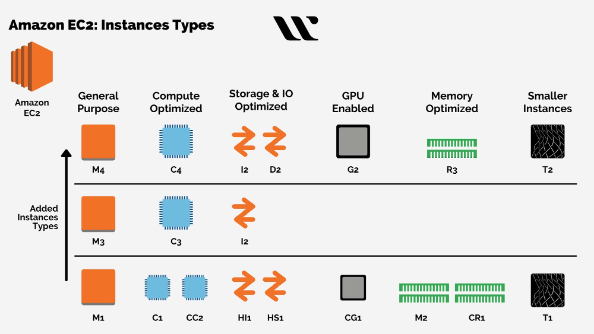 Amazon EC2: Instances Types
Amazon
EC2
General
Purpose
Compute
Optimized
Storage & IO
Optimized
GPU
Enabled
Memory
Optimized
Smaller
Instances
M4
C4
I2
D2
G2
R3
T2
Added
Instances
Types
M3
C3
I2
M1
C1
CC2
HI1
HS1
CG1
M2
CR1
T1